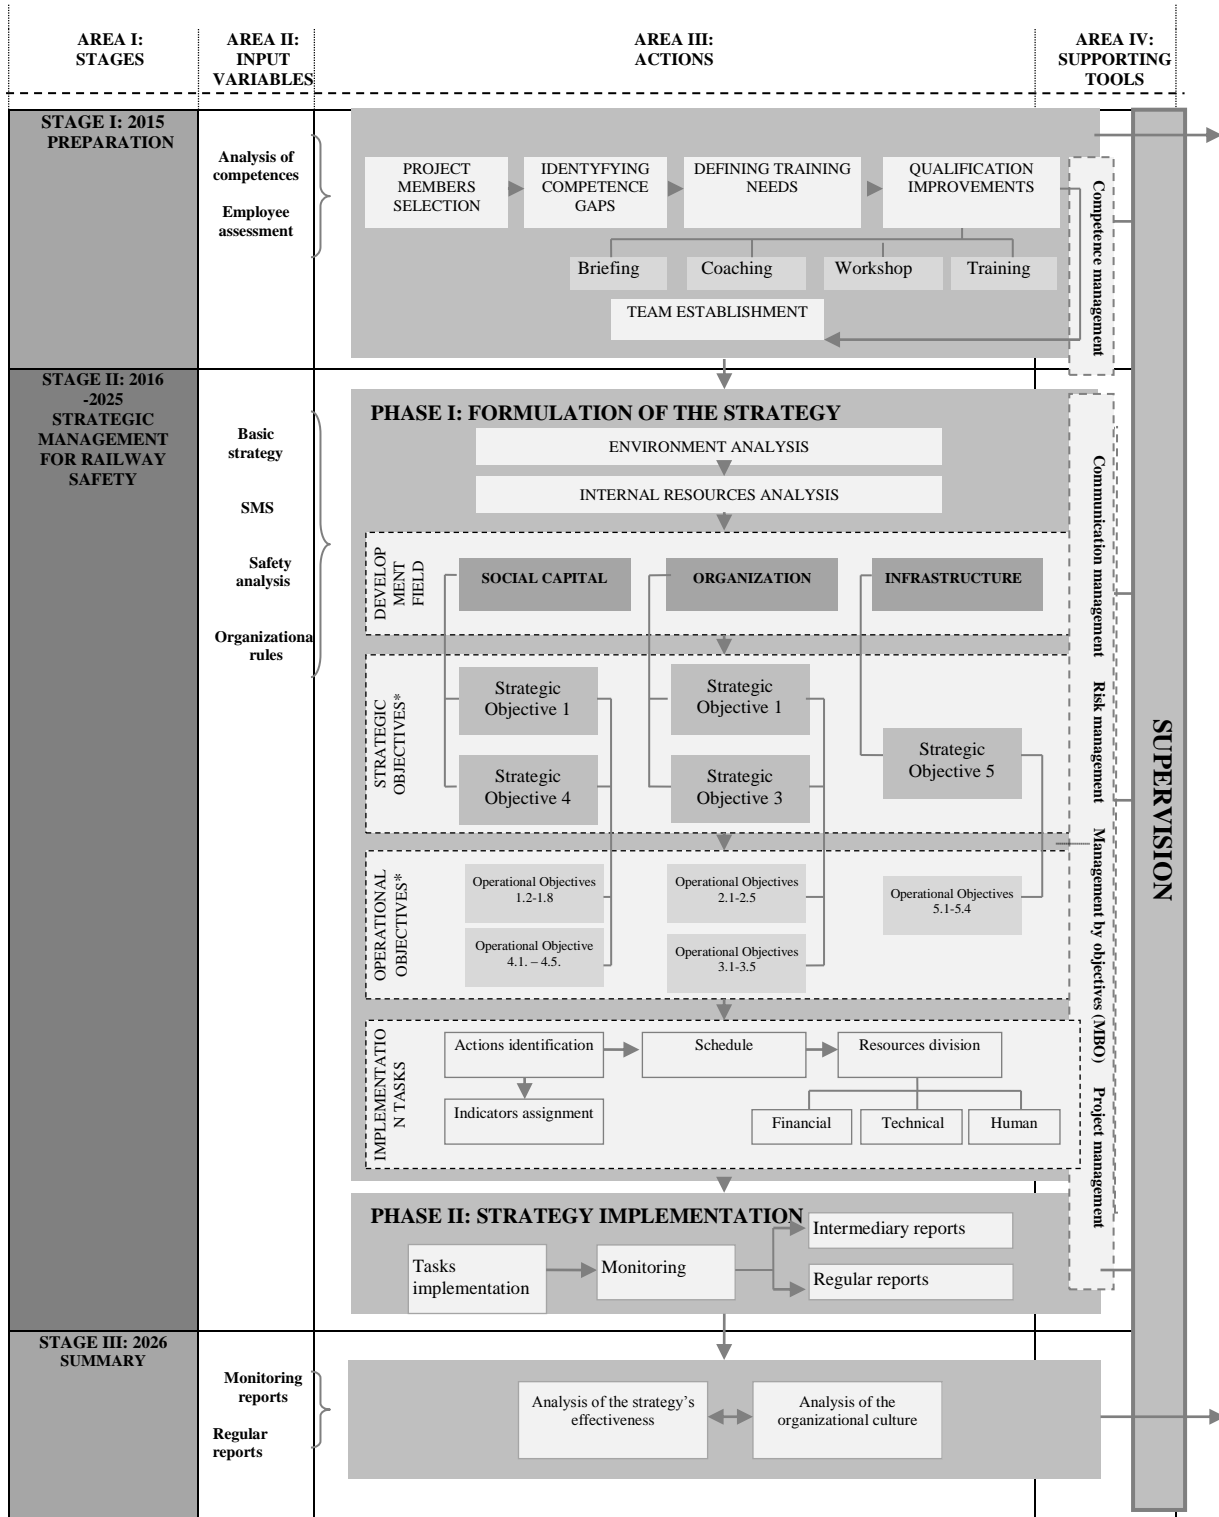 AREA I:
STAGES
AREA II:
INPUT
VARIABLES
AREA III:
ACTIONS
AREA IV:
SUPPORTING
TOOLS
STAGE I: 2015
PREPARATION
Analysis of
competences
Employee
assessment
PROJECT
MEMBERS
SELECTION
IDENTYFYING
COMPETENCE
GAPS
DEFINING TRAINING
NEEDS
QUALIFICATION
IMPROVEMENTS
Briefing
Coaching
Workshop
Training
TEAM ESTABLISHMENT
Competence management
STAGE II: 2016
-2025
STRATEGIC
MANAGEMENT
FOR RAILWAY
SAFETY
Basic
strategy
SMS
Safety
analysis
Organizationa
rules
PHASE I: FORMULATION OF THE STRATEGY
ENVIRONMENT ANALYSIS
INTERNAL RESOURCES ANALYSIS
DEVELOP
MENT
FIELD
SOCIAL CAPITAL
ORGANIZATION
INFRASTRUCTURE
STRATEGIC
OBJECTIVES*
Strategic
Objective 1
Strategic
Objective 1
Strategic
Objective 5
Strategic
Objective 4
Strategic
Objective 3
OPERATIONAL
OBJECTIVES*
Operational Objectives
1.2-1.8
Operational Objectives
2.1-2.5
Operational Objectives
5.1-5.4
Operational Objective
4.1. – 4.5.
Operational Objectives
3.1-3.5
IMPLEMENTATIO
N TASKS
Actions identification
Schedule
Resources division
Indicators assignment
Financial
Technical
Human
Communication management
Risk management
Management by objectives (MBO)
Project management
SUPERVISION
PHASE II: STRATEGY IMPLEMENTATION
Tasks
implementation
Monitoring
Intermediary reports
Regular reports
STAGE III: 2026
SUMMARY
Monitoring
reports
Regular
reports
Analysis of the strategy's
effectiveness
Analysis of the
organizational culture